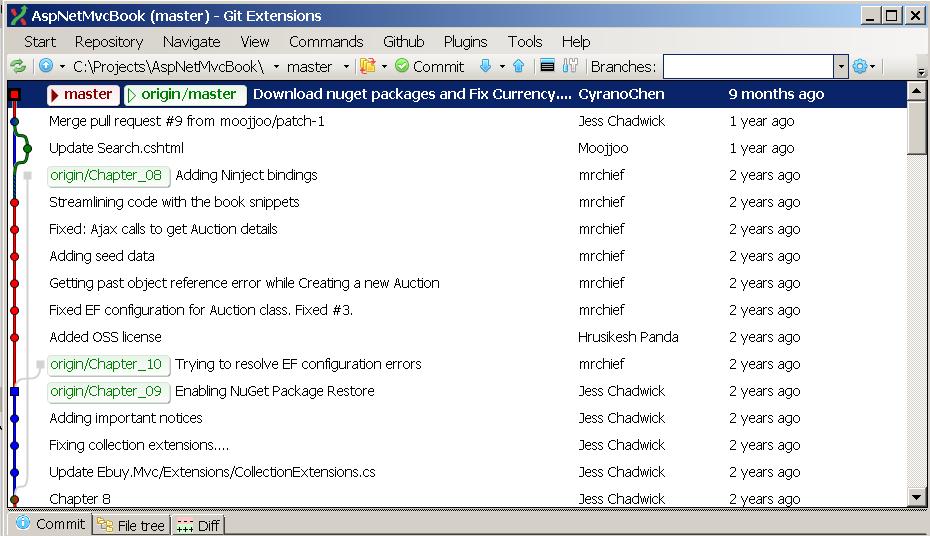 AspNetMvcBook (master) - Git Extensions
Start Repository Navigate View Commands Github Plugins Tools Help
C:\Projects\AspNetMvcBook\ master Commit Branches:
master origin/master Download nuget packages and Fix Currency.... CyranoChen 9 months ago
Merge pull request #9 from moojjoo/patch-1 Jess Chadwick 1 year ago
Update Search.cshtml Moojjoo 1 year ago
origin/Chapter_08 Adding Ninject bindings mrchief 2 years ago
Streamlining code with the book snippets mrchief 2 years ago
Fixed: Ajax calls to get Auction details mrchief 2 years ago
Adding seed data mrchief 2 years ago
Getting past object reference error while Creating a new Auction mrchief 2 years ago
Fixed EF configuration for Auction class. Fixed #3. mrchief 2 years ago
Added OSS license Hrusikesh Panda 2 years ago
origin/Chapter_10 Trying to resolve EF configuration errors mrchief 2 years ago
origin/Chapter_09 Enabling NuGet Package Restore Jess Chadwick 2 years ago
Adding important notices Jess Chadwick 2 years ago
Fixing collection extensions.... Jess Chadwick 2 years ago
Update Ebuy.Mvc/Extensions/CollectionExtensions.cs Jess Chadwick 2 years ago
Chapter 8 Jess Chadwick 2 years ago
Commit File tree Diff